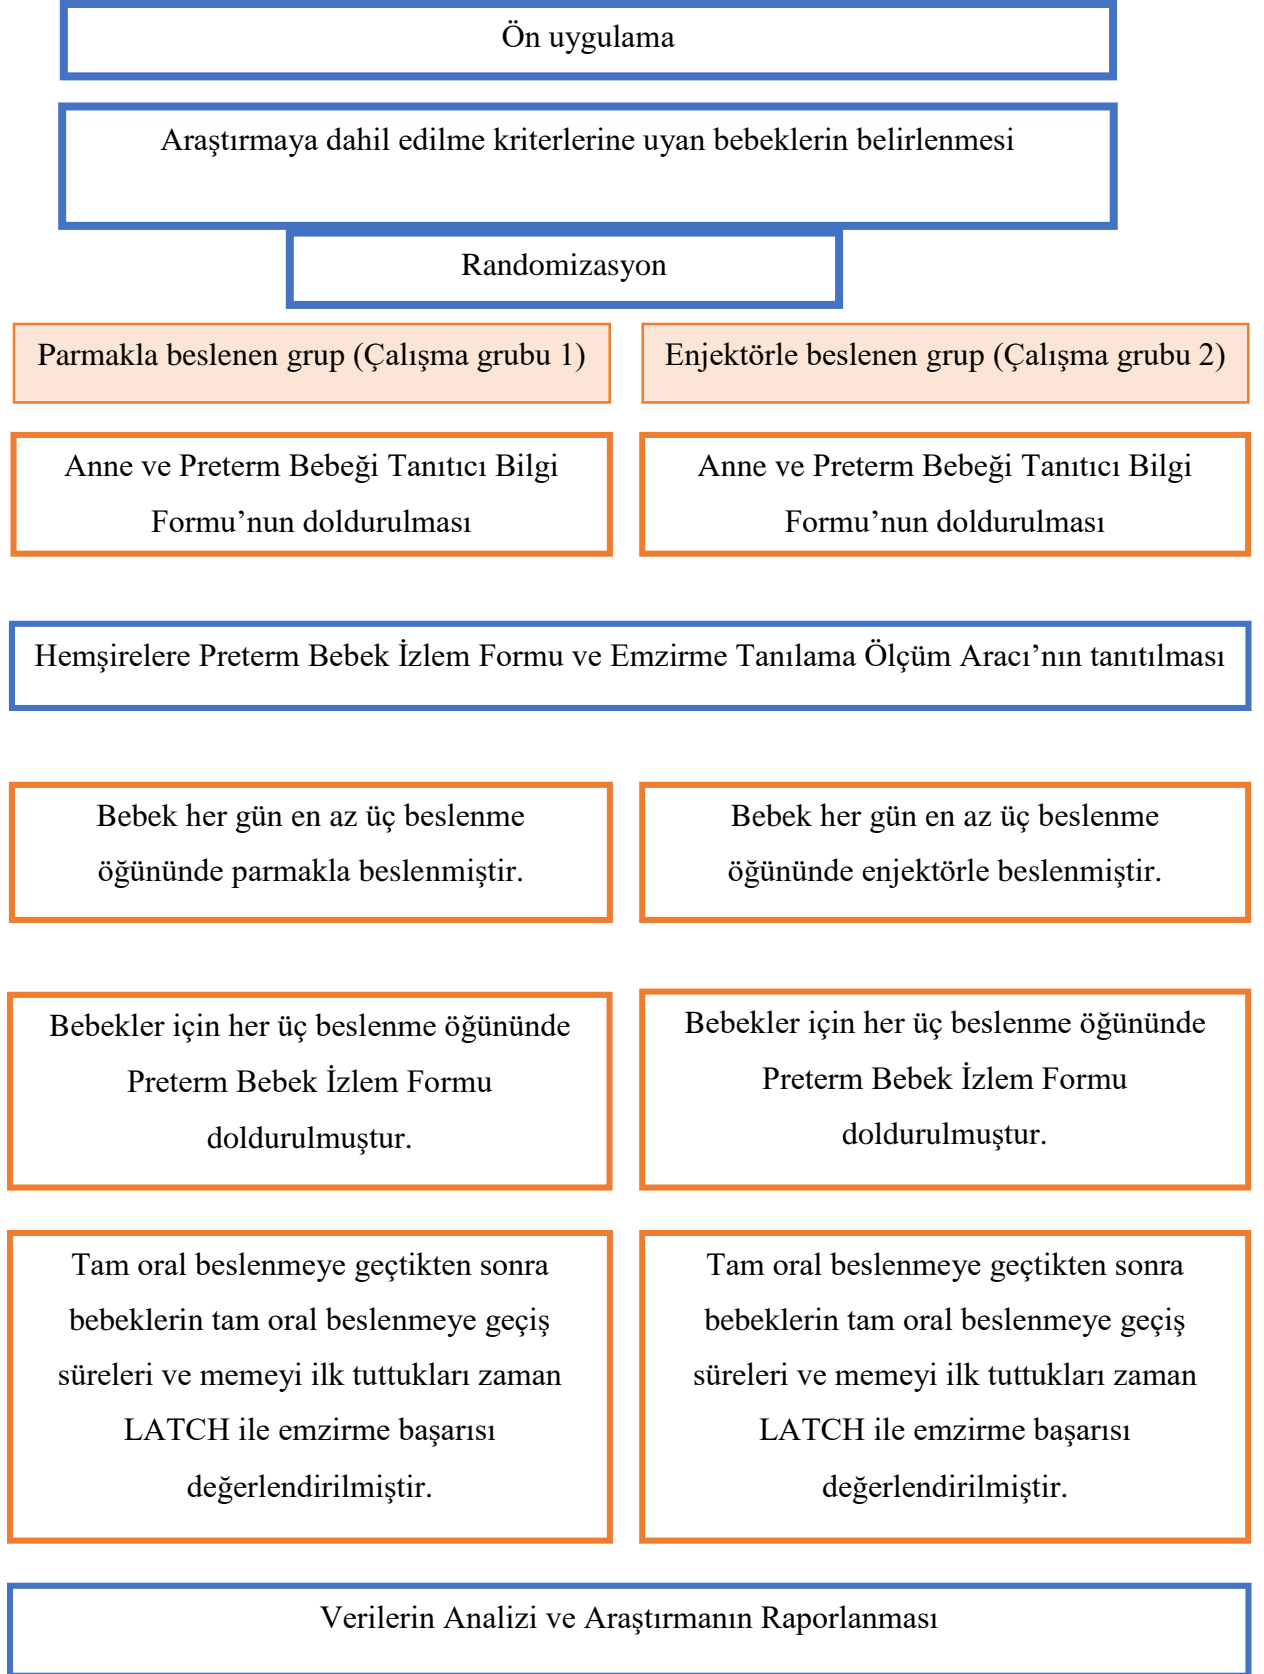 Ön uygulama
Araştırmaya dahil edilme kriterlerine uyan bebeklerin belirlenmesi
Randomizasyon
Parmakla beslenen grup (Çalışma grubu 1)
Enjektörle beslenen grup (Çalışma grubu 2)
Anne ve Preterm Bebeği Tanıtıcı Bilgi
Formu’nun doldurulması
Anne ve Preterm Bebeği Tanıtıcı Bilgi
Formu’nun doldurulması
Hemşirelere Preterm Bebek İzlem Formu ve Emzirme Tanılama Ölçüm Aracı’nın tanıtılması
Bebek her gün en az üç beslenme
öğününde parmakla beslenmiştir.
Bebek her gün en az üç beslenme
öğününde enjektörle beslenmiştir.
Bebekler için her üç beslenme öğününde
Preterm Bebek İzlem Formu
doldurulmuştur.
Bebekler için her üç beslenme öğününde
Preterm Bebek İzlem Formu
doldurulmuştur.
Tam oral beslenmeye geçtikten sonra
bebeklerin tam oral beslenmeye geçiş
süreleri ve memeyi ilk tuttukları zaman
LATCH ile emzirme başarısı
değerlendirilmiştir.
Tam oral beslenmeye geçtikten sonra
bebeklerin tam oral beslenmeye geçiş
süreleri ve memeyi ilk tuttukları zaman
LATCH ile emzirme başarısı
değerlendirilmiştir.
Verilerin Analizi ve Araştırmanın Raporlanması